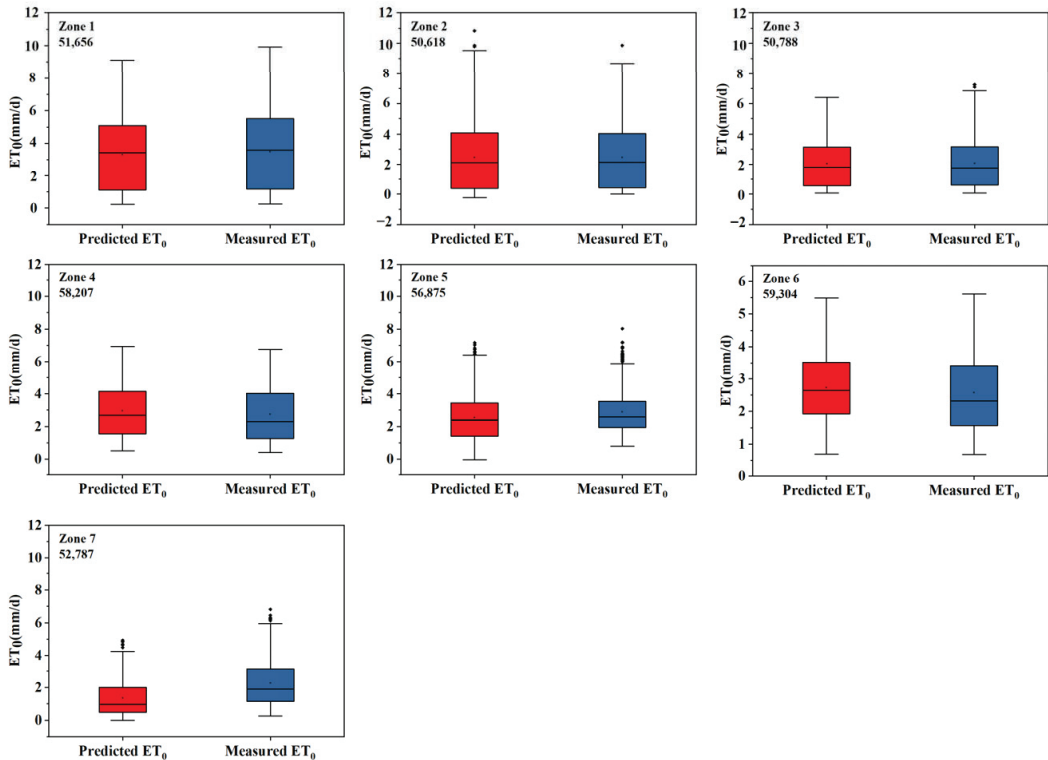 Zone 1
51,656
12
10
8
6
4
2
0
ET0(mm/d)
Predicted ET0
Measured ET0
Zone 2
50,618
12
10
8
6
4
2
0
−2
ET0(mm/d)
Predicted ET0
Measured ET0
Zone 3
50,788
12
10
8
6
4
2
0
−2
ET0(mm/d)
Predicted ET0
Measured ET0
Zone 4
58,207
12
10
8
6
4
2
0
ET0(mm/d)
Predicted ET0
Measured ET0
Zone 5
56,875
12
10
8
6
4
2
0
ET0(mm/d)
Predicted ET0
Measured ET0
Zone 6
59,304
6
5
4
3
2
1
0
ET0(mm/d)
Predicted ET0
Measured ET0
Zone 7
52,787
12
10
8
6
4
2
0
ET0(mm/d)
Predicted ET0
Measured ET0